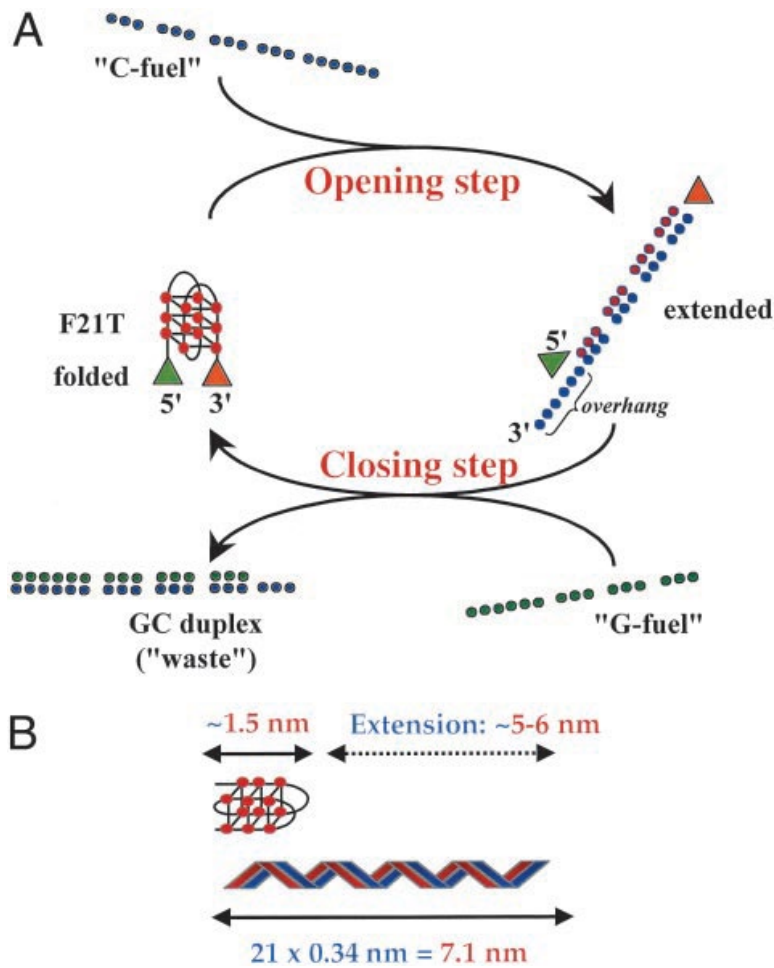 A
"C-fuel"
Opening step
F21T
folded
5' 3'
extended
5'
overhang
3'
Closing step
GC duplex
("waste")
"G-fuel"
B
~1.5 nm Extension: ~5-6 nm
21 x 0.34 nm = 7.1 nm